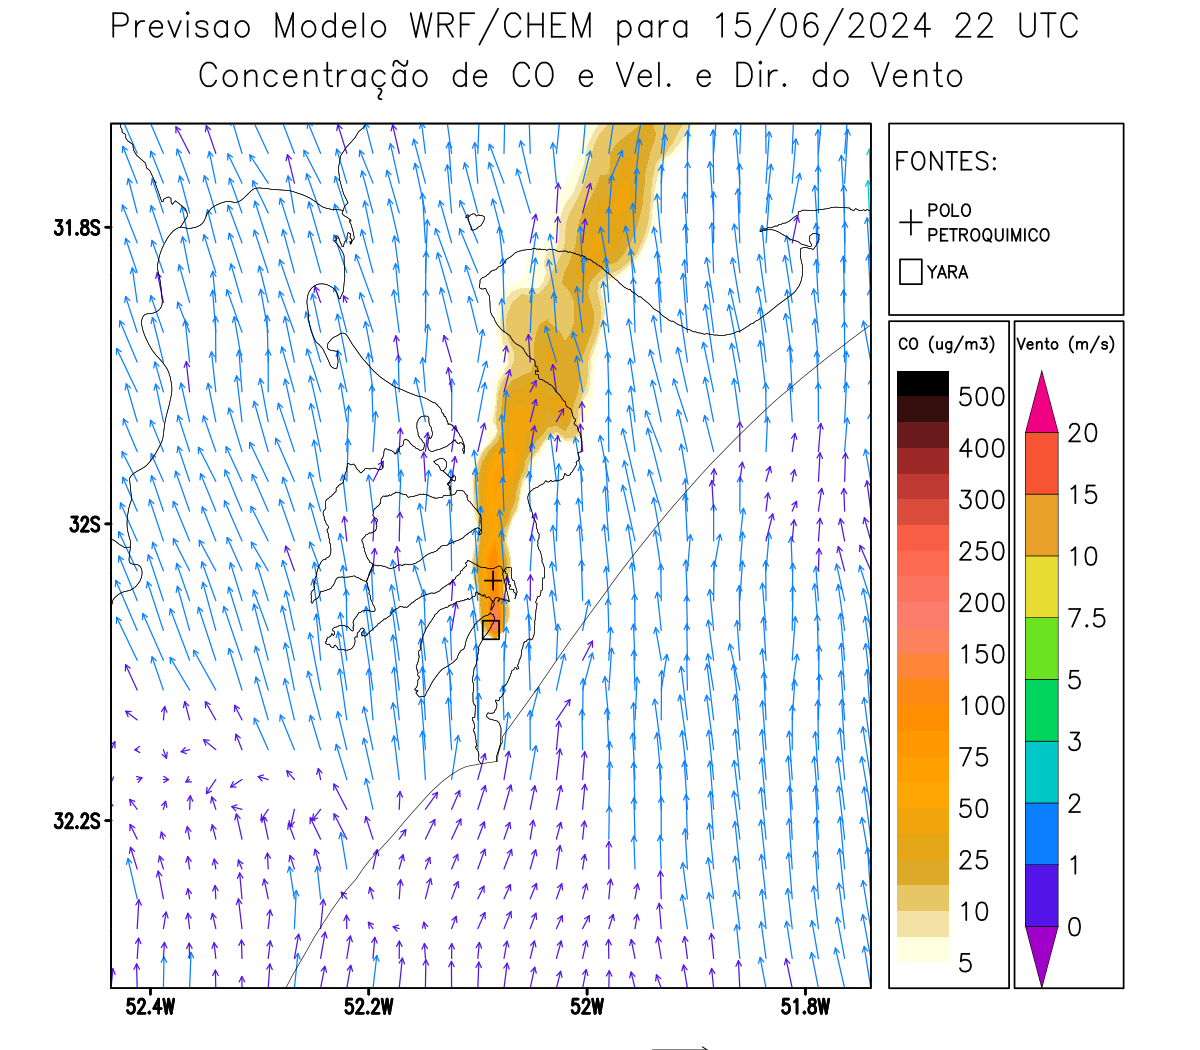 Previsao Modelo WRF/CHEM para 15/06/2024 22 UTC
Concentração de CO e Vel. e Dir. do Vento
FONTES:
POLO
PETROQUIMICO
YARA
CO (ug/m3)
500
400
300
250
200
150
100
75
50
25
10
5
Vento (m/s)
20
15
10
7.5
5
3
2
1
0
31.8S
32S
32.2S
52.4W
52.2W
52W
51.8W